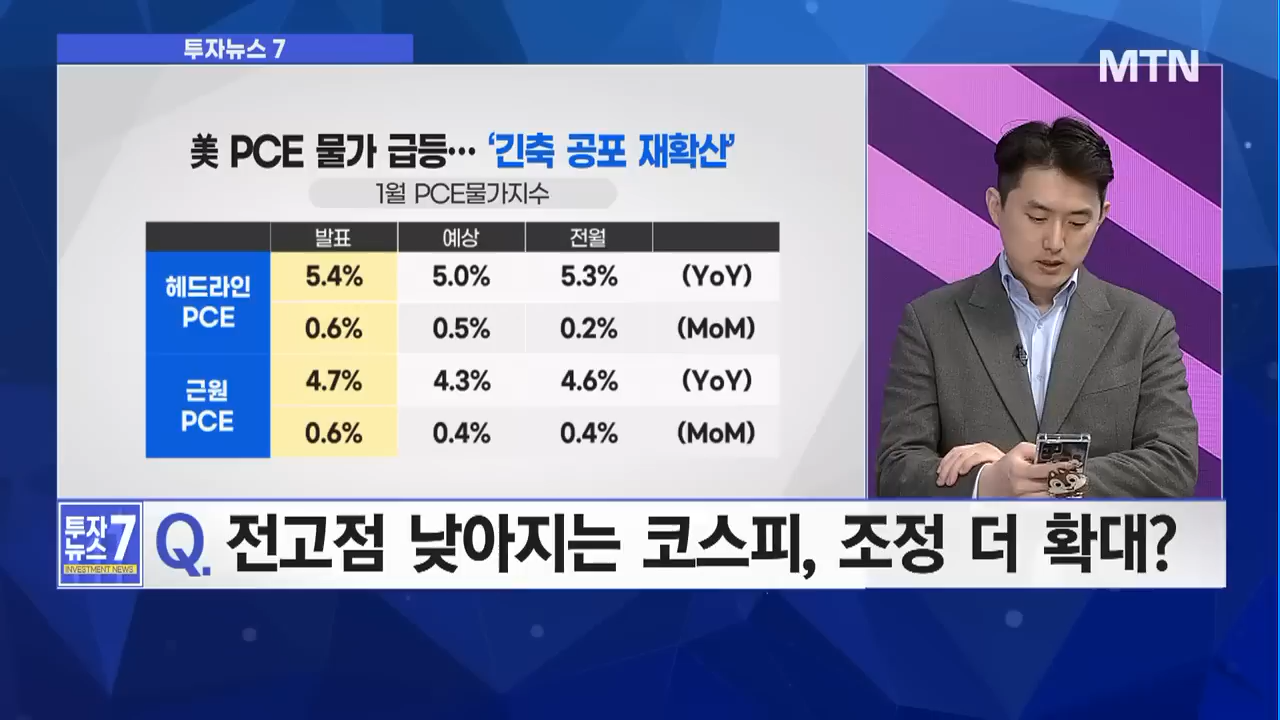 투자뉴스 7
MTN
美 PCE 물가 급등… ‘긴축 공포 재확산’
1월 PCE물가지수
발표 예상 전월
헤드라인 PCE
5.4% 5.0% 5.3% (YoY)
0.6% 0.5% 0.2% (MoM)
근원 PCE
4.7% 4.3% 4.6% (YoY)
0.6% 0.4% 0.4% (MoM)
투자뉴스 7
INVESTMENT NEWS
Q. 전고점 낮아지는 코스피, 조정 더 확대?